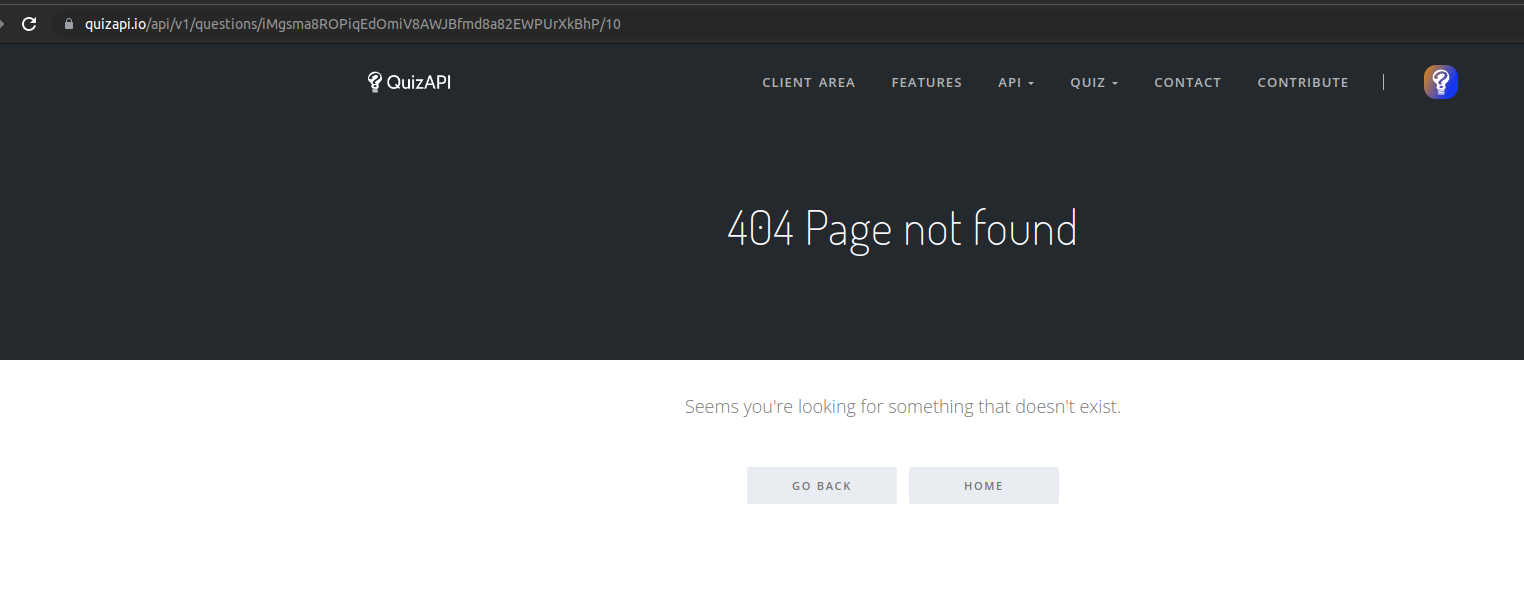 quizapi.io/api/v1/questions/iMgsma8ROPiqEdOmiV8AWJBfmd8a82EWPUrXkBhP/10
QuizAPI CLIENT AREA FEATURES API QUIZ CONTACT CONTRIBUTE
404 Page not found
Seems you're looking for something that doesn't exist.
GO BACK HOME